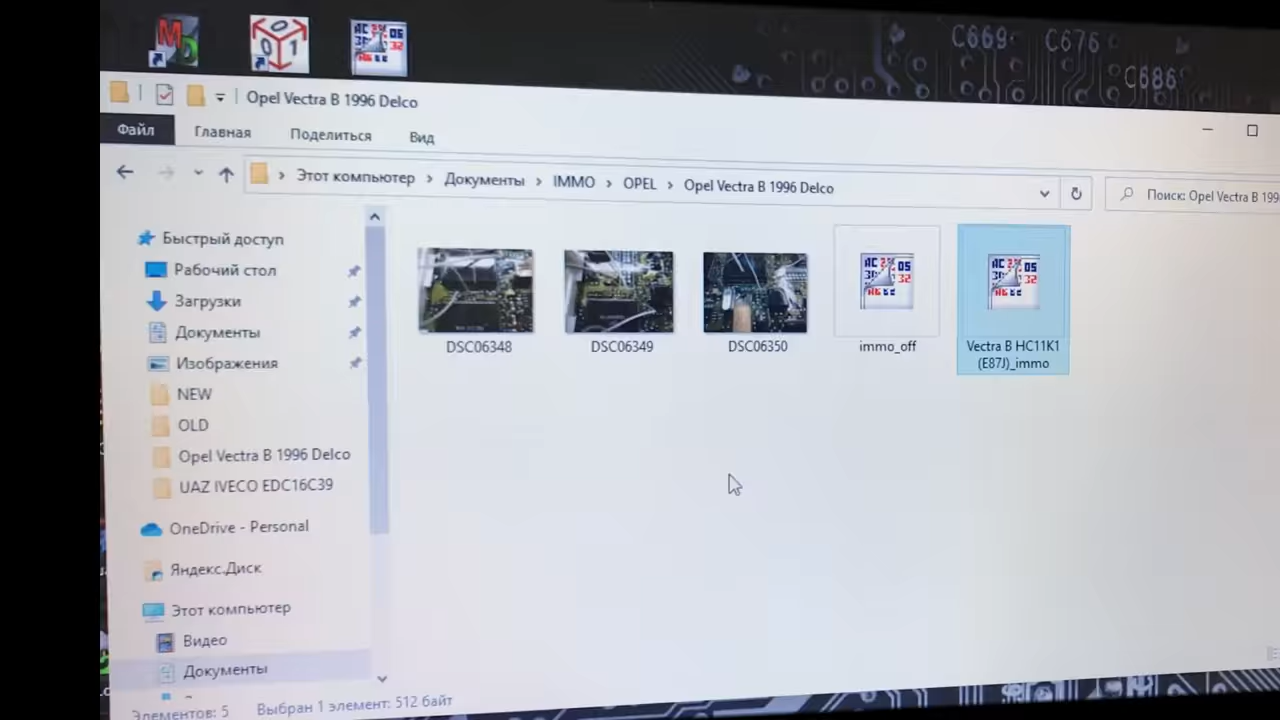 C669
C676
C686
Opel Vectra B 1996 Delco
Файл
Главная
Поделиться
Вид
Этот компьютер > Документы > IMMO > OPEL > Opel Vectra B 1996 Delco
Поиск: Opel Vectra B 199
Быстрый доступ
Рабочий стол
Загрузки
Документы
Изображения
NEW
OLD
Opel Vectra B 1996 Delco
UAZ IVECO EDC16C39
OneDrive - Personal
Яндекс.Диск
Этот компьютер
Видео
Документы
DSC06348
DSC06349
DSC06350
immo_off
Vectra B HC11K1
(E87J)_immo
Элементов: 5
Выбран 1 элемент: 512 байт